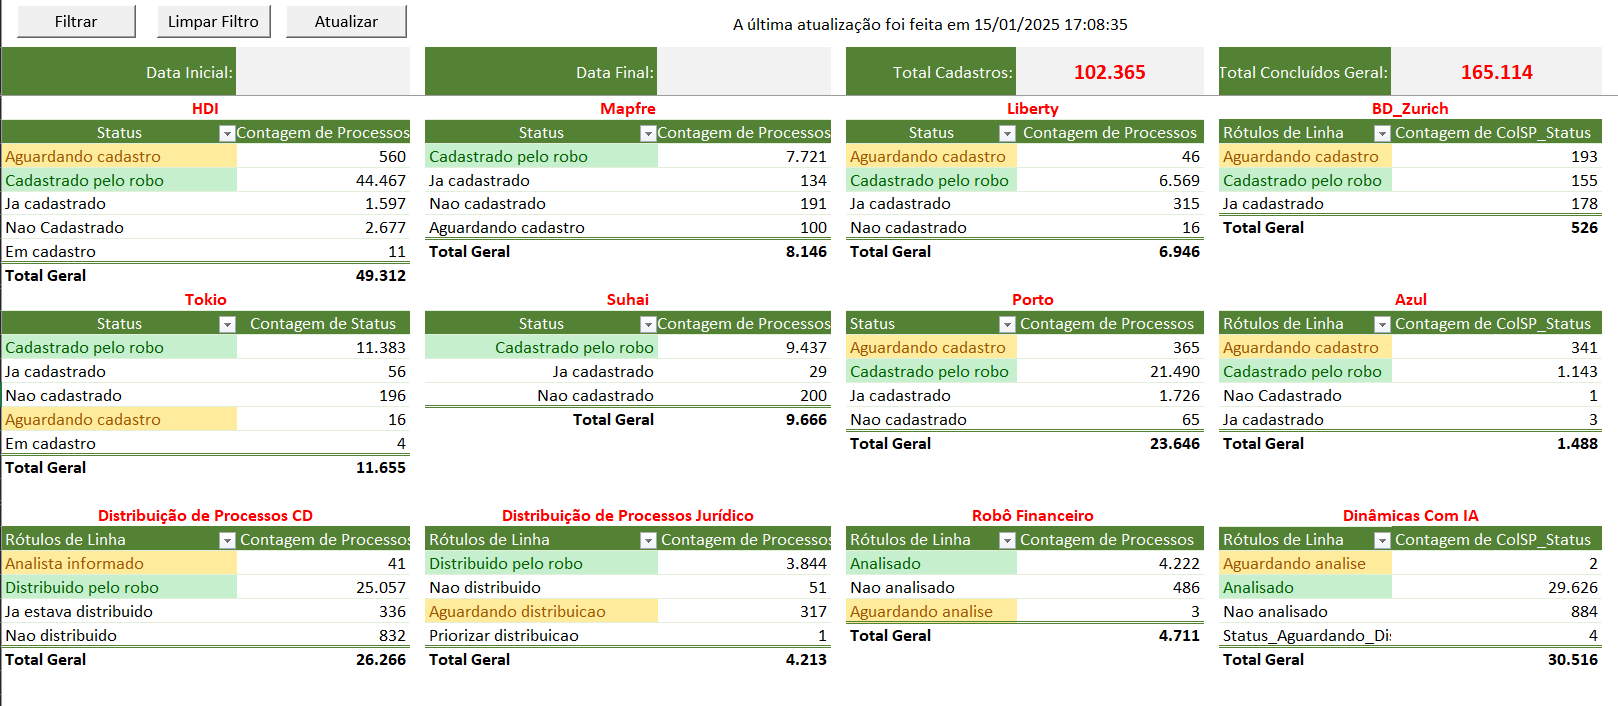 Filtrar Limpar Filtro Atualizar A última atualização foi feita em 15/01/2025 17:08:35
Data Inicial: Data Final: Total Cadastros: 102.365 Total Concluídos Geral: 165.114
HDI
Status Contagem de Processos
Aguardando cadastro 560
Cadastrado pelo robo 44.467
Ja cadastrado 1.597
Nao Cadastrado 2.677
Em cadastro 11
Total Geral 49.312
Mapfre
Status Contagem de Processos
Cadastrado pelo robo 7.721
Ja cadastrado 134
Nao cadastrado 191
Aguardando cadastro 100
Total Geral 8.146
Liberty
Status Contagem de Processos
Aguardando cadastro 46
Cadastrado pelo robo 6.569
Ja cadastrado 315
Nao cadastrado 16
Total Geral 6.946
BD_Zurich
Rótulos de Linha Contagem de ColSP_Status
Aguardando cadastro 193
Cadastrado pelo robo 155
Ja cadastrado 178
Total Geral 526
Tokio
Status Contagem de Status
Cadastrado pelo robo 11.383
Ja cadastrado 56
Nao cadastrado 196
Aguardando cadastro 16
Em cadastro 4
Total Geral 11.655
Suhai
Status Contagem de Processos
Cadastrado pelo robo 9.437
Ja cadastrado 29
Nao cadastrado 200
Total Geral 9.666
Porto
Status Contagem de Processos
Aguardando cadastro 365
Cadastrado pelo robo 21.490
Ja cadastrado 1.726
Nao cadastrado 65
Total Geral 23.646
Azul
Rótulos de Linha Contagem de ColSP_Status
Aguardando cadastro 341
Cadastrado pelo robo 1.143
Nao Cadastrado 1
Ja cadastrado 3
Total Geral 1.488
Distribuição de Processos CD
Rótulos de Linha Contagem de Processos
Analista informado 41
Distribuido pelo robo 25.057
Ja estava distribuido 336
Nao distribuido 832
Total Geral 26.266
Distribuição de Processos Jurídico
Rótulos de Linha Contagem de Processos
Distribuido pelo robo 3.844
Nao distribuido 51
Aguardando distribuicao 317
Priorizar distribuicao 1
Total Geral 4.213
Robô Financeiro
Rótulos de Linha Contagem de Processos
Analisado 4.222
Nao analisado 486
Aguardando analise 3
Total Geral 4.711
Dinâmicas Com IA
Rótulos de Linha Contagem de ColSP_Status
Aguardando analise 2
Analisado 29.626
Nao analisado 884
Status_Aguardando_Di 4
Total Geral 30.516